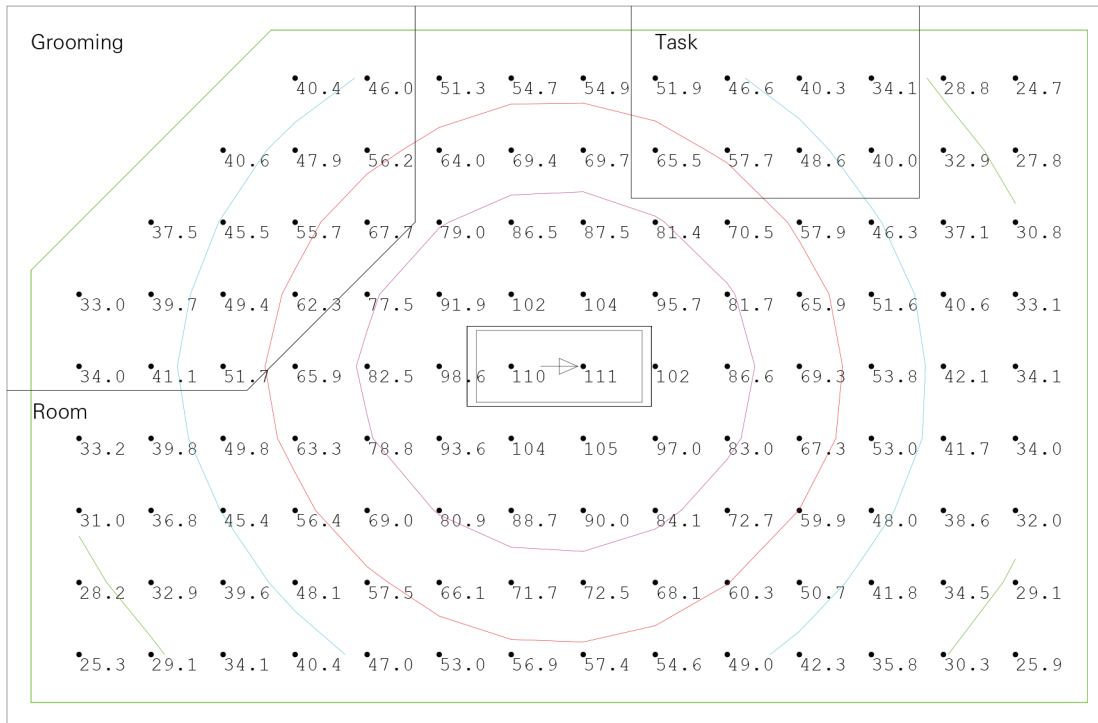 Grooming Task
40.4 46.0 51.3 54.7 54.9 51.9 46.6 40.3 34.1 28.8 24.7
40.6 47.9 56.2 64.0 69.4 69.7 65.5 57.7 48.6 40.0 32.9 27.8
37.5 45.5 55.7 67.7 79.0 86.5 87.5 81.4 70.5 57.9 46.3 37.1 30.8
33.0 39.7 49.4 62.3 77.5 91.9 102 104 95.7 81.7 65.9 51.6 40.6 33.1
34.0 41.1 51.7 65.9 82.5 98.6 110 111 102 86.6 69.3 53.8 42.1 34.1
Room
33.2 39.8 49.8 63.3 78.8 93.6 104 105 97.0 83.0 67.3 53.0 41.7 34.0
31.0 36.8 45.4 56.4 69.0 80.9 88.7 90.0 84.1 72.7 59.9 48.0 38.6 32.0
28.2 32.9 39.6 48.1 57.5 66.1 71.7 72.5 68.1 60.3 50.7 41.8 34.5 29.1
25.3 29.1 34.1 40.4 47.0 53.0 56.9 57.4 54.6 49.0 42.3 35.8 30.3 25.9